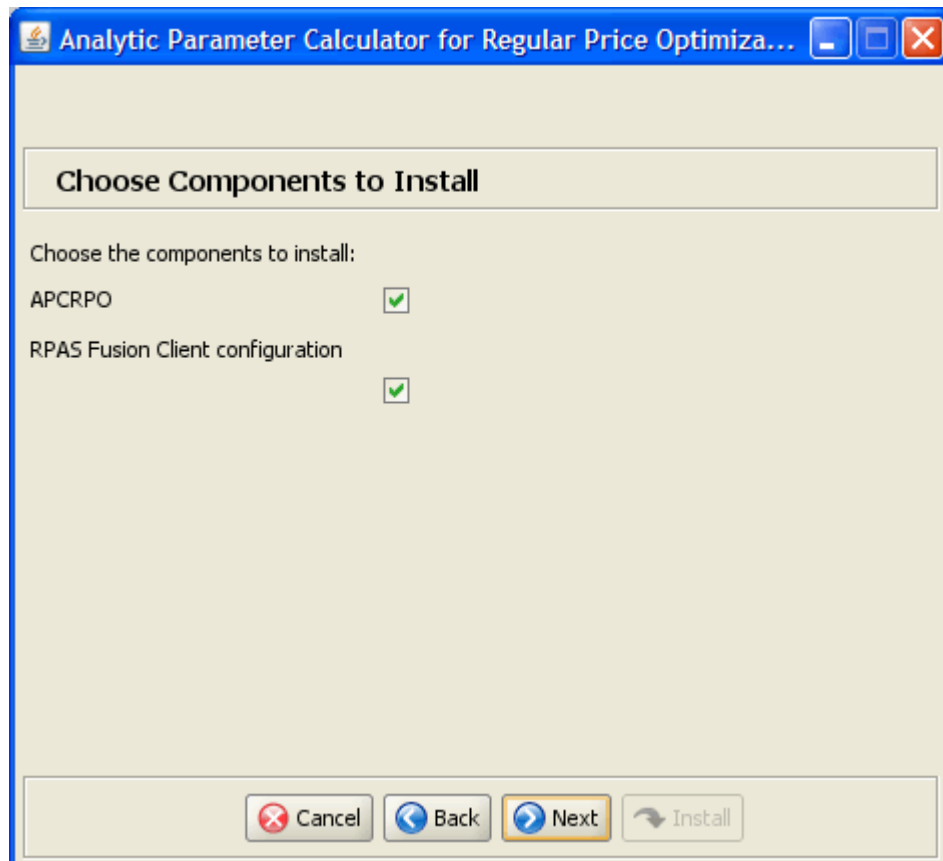 Analytic Parameter Calculator for Regular Price Optimiza...
Choose Components to Install
Choose the components to install:
APCRPO
RPAS Fusion Client configuration
Cancel Back Next Install